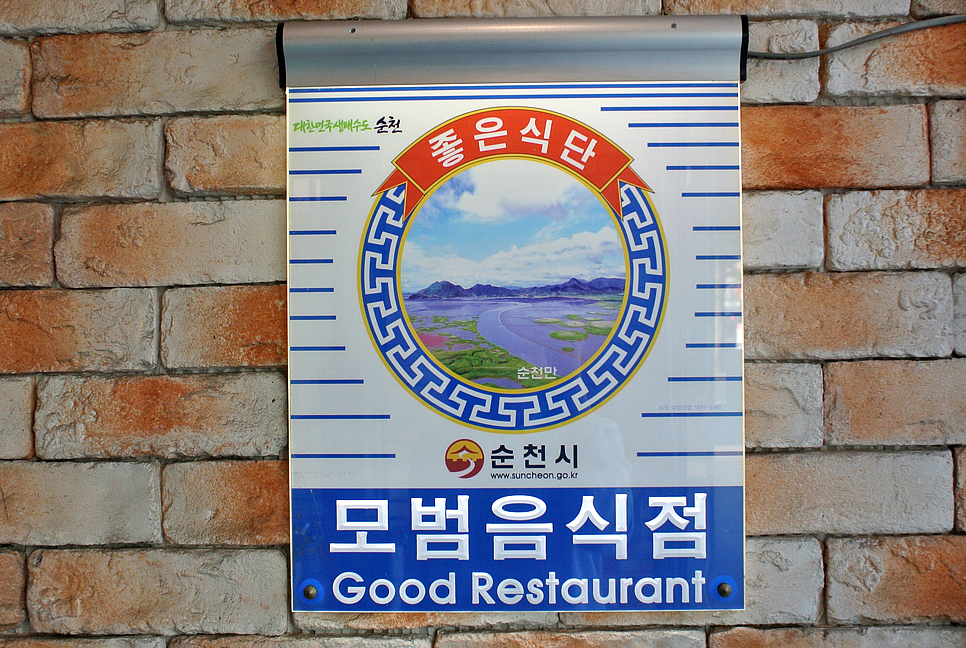 대한민국 생태수도 순천
좋은식단
순천만
순천시
www.suncheon.go.kr
모범음식점
Good Restaurant